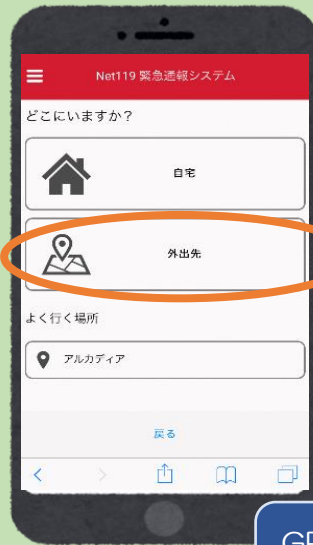 Net119 緊急通報システム
どこにいますか？
自宅
外出先
よく行く場所
アルカディア
戻る